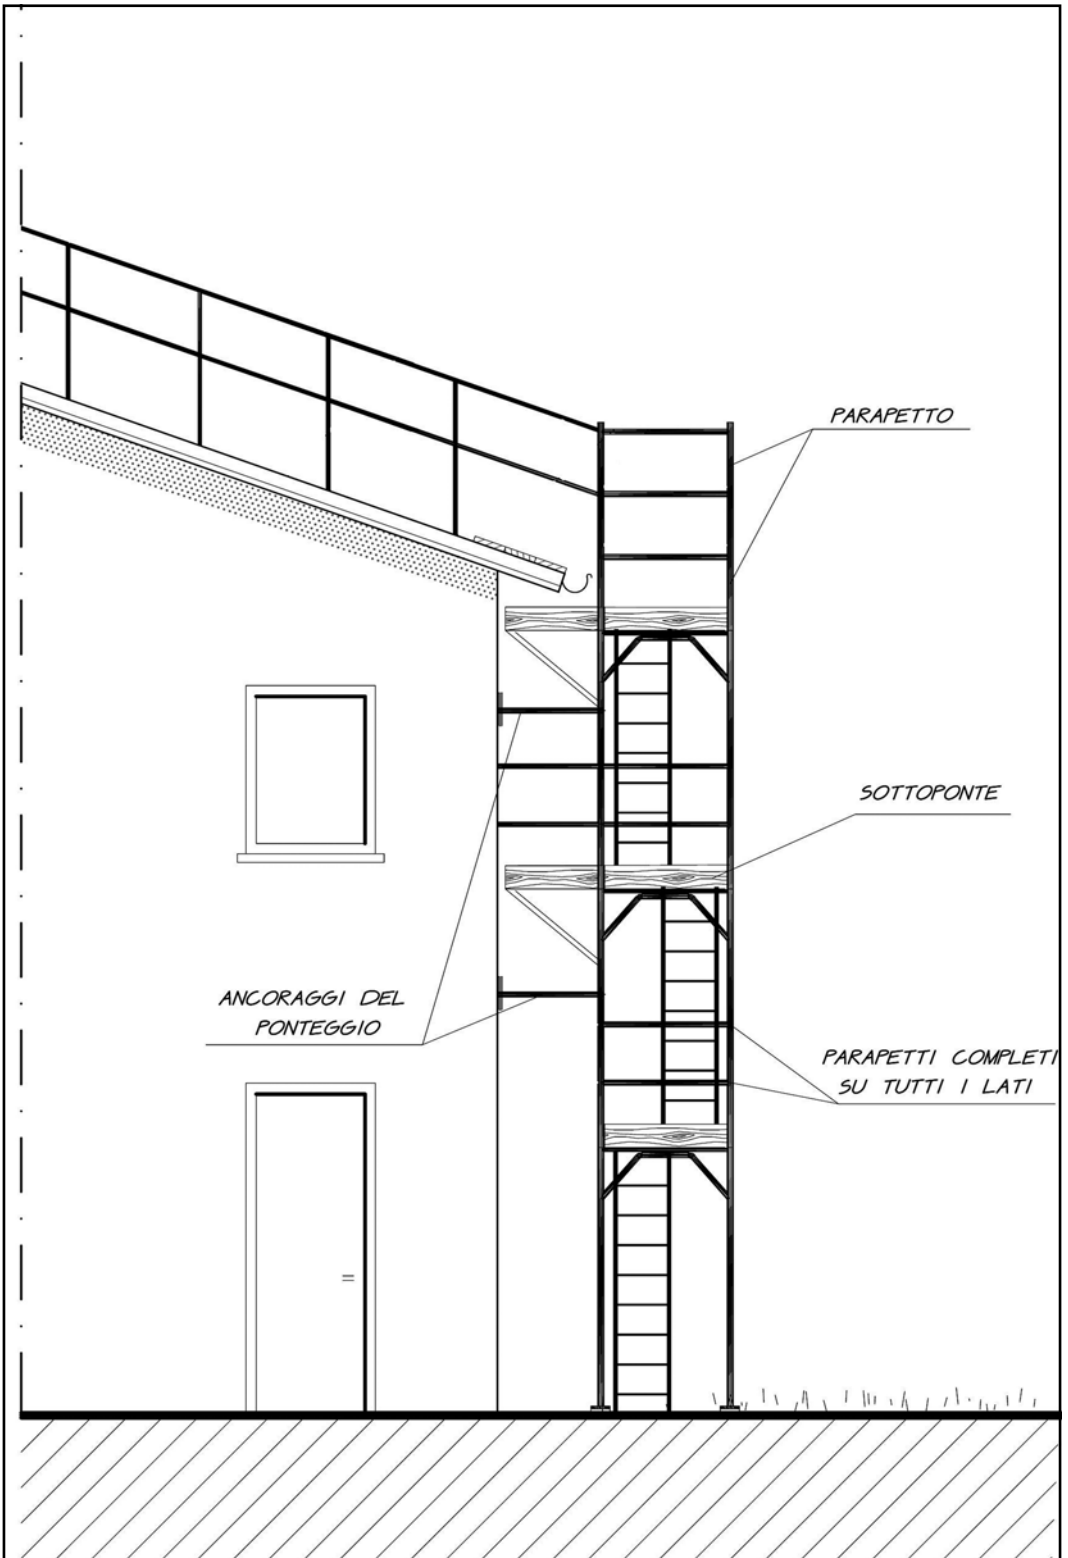 PARAPETTO
SOTTOPONTE
ANCORAGGI DEL
PONTEGGIO
PARAPETTI COMPLETI
SU TUTTI I LATI